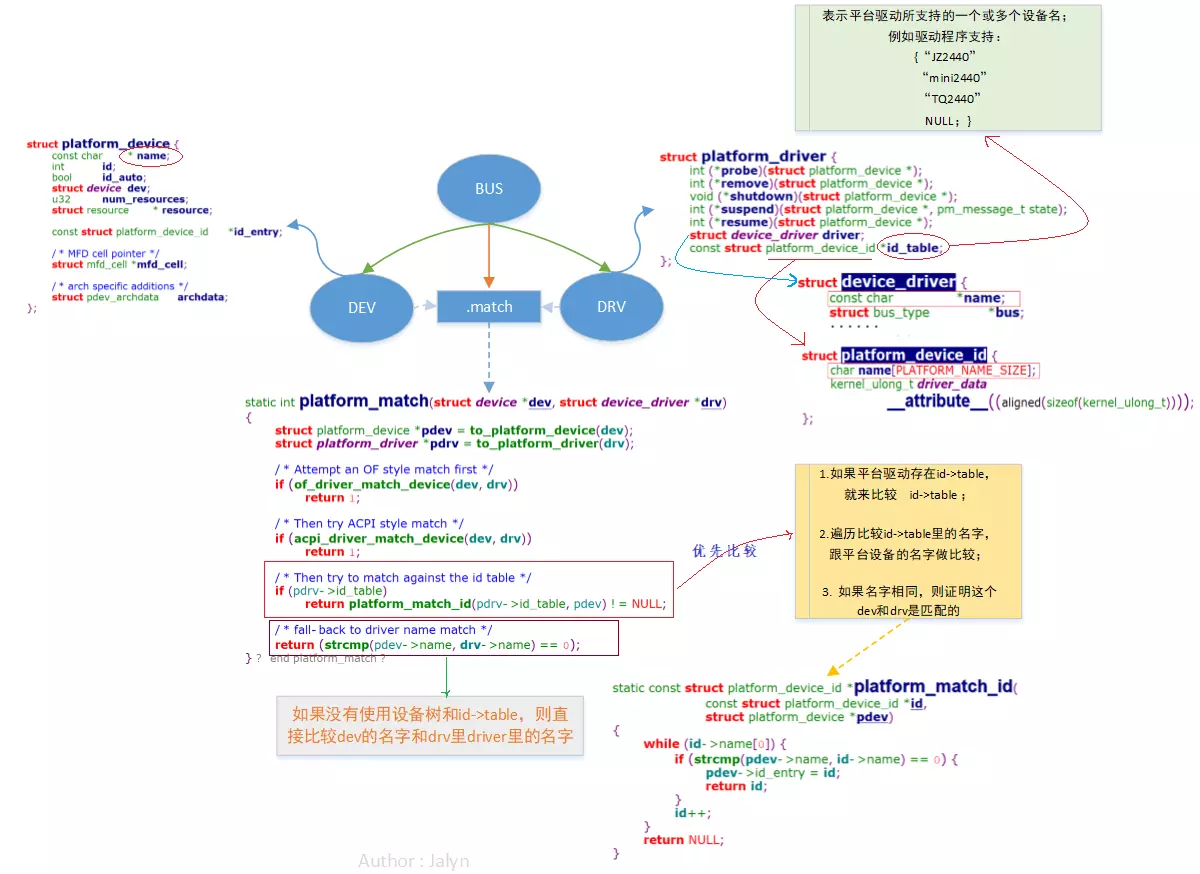 表示平台驱动所支持的一个或多个设备名;
例如驱动程序支持:
{ “JZ2440”
“mini2440”
“TQ2440”
NULL; }
struct platform_device {
const char * name;
int id;
bool id_auto;
struct device dev;
u32 num_resources;
struct resource * resource;
const struct platform_device_id *id_entry;
/ * MFD cell pointer */
struct mfd_cell *mfd_cell;
/ * arch specific additions */
struct pdev_archdata archdata;
};
BUS
DEV
.match
DRV
struct platform_driver {
int (*probe)(struct platform_device *);
int (*remove)(struct platform_device *);
void (*shutdown)(struct platform_device *);
int (*suspend)(struct platform_device *, pm_message_t state);
int (*resume)(struct platform_device *);
struct device_driver driver;
const struct platform_device_id *id_table;
};
struct device_driver {
const char *name;
struct bus_type *bus;
······
struct platform_device_id {
char name[PLATFORM_NAME_SIZE];
kernel_ulong_t driver_data
__attribute__((aligned(sizeof(kernel_ulong_t))));
};
static int platform_match(struct device *dev, struct device_driver *drv)
{
struct platform_device *pdev = to_platform_device(dev);
struct platform_driver *pdrv = to_platform_driver(drv);
/ * Attempt an OF style match first */
if (of_driver_match_device(dev, drv))
return 1;
/ * Then try ACPI style match */
if (acpi_driver_match_device(dev, drv))
return 1;
/ * Then try to match against the id table */
if (pdrv->id_table)
return platform_match_id(pdrv->id_table, pdev) ! = NULL;
/ * fall-back to driver name match */
return (strcmp(pdev->name, drv->name) == 0);
} ? end platform_match ?
优先比较
1.如果平台驱动存在id->table,
就来比较 id->table ;
2.遍历比较id->table里的名字,
跟平台设备的名字做比较;
3. 如果名字相同，则证明这个
dev和drv是匹配的
如果没有使用设备树和id->table，则直
接比较dev的名字和drv里driver里的名字
static const struct platform_device_id *platform_match_id(
const struct platform_device_id *id,
struct platform_device *pdev)
{
while (id->name[0]) {
if (strcmp(pdev->name, id->name) == 0) {
pdev->id_entry = id;
return id;
}
id++;
}
return NULL;
}
Author : Jalyn